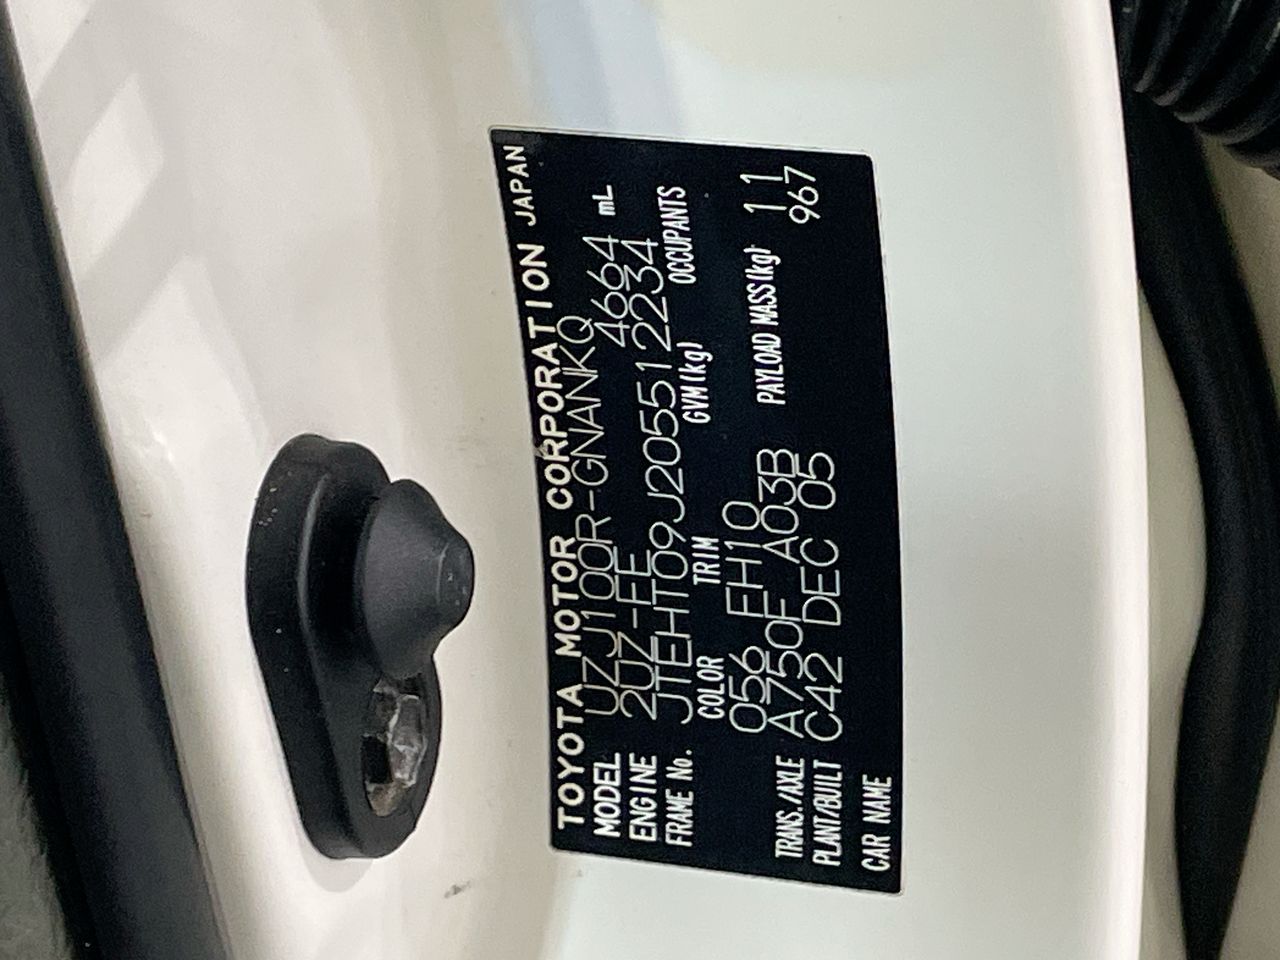 TOYOTA MOTOR CORPORATION JAPAN
MODEL UZJ100R-GNANKQ
ENGINE 2UZ-FE 4664 mL
FRAME No. JTEHT09J205512234
COLOR TRIM GVM(kg) OCCUPANTS
056 FH10 11
TRANS./AXLE A750F A03B PAYLOAD MASS(kg) 967
PLANT/BUILT C42 DEC 05
CAR NAME